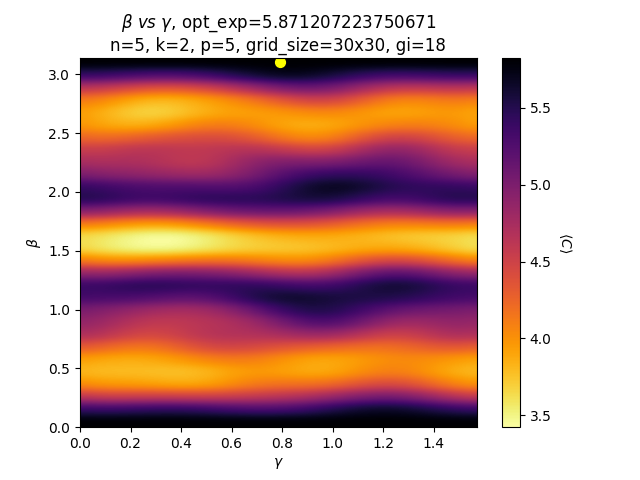 β vs γ, opt_exp=5.871207223750671
n=5, k=2, p=5, grid_size=30x30, gi=18
3.0
2.5
2.0
1.5
1.0
0.5
0.0
β
0.0 0.2 0.4 0.6 0.8 1.0 1.2 1.4
γ
5.5
5.0
4.5
4.0
3.5
⟨C⟩